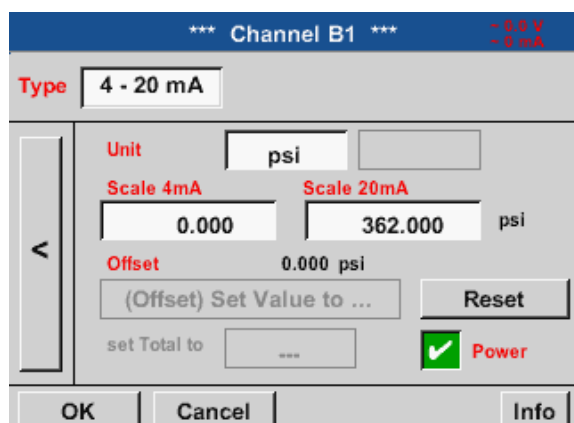 *** Channel B1 ***
~ 0.0 V
~ 0 mA
Type 4 - 20 mA
Unit psi
Scale 4mA Scale 20mA
0.000 362.000 psi
<
Offset 0.000 psi
(Offset) Set Value to ... Reset
set Total to --- Power
OK Cancel Info